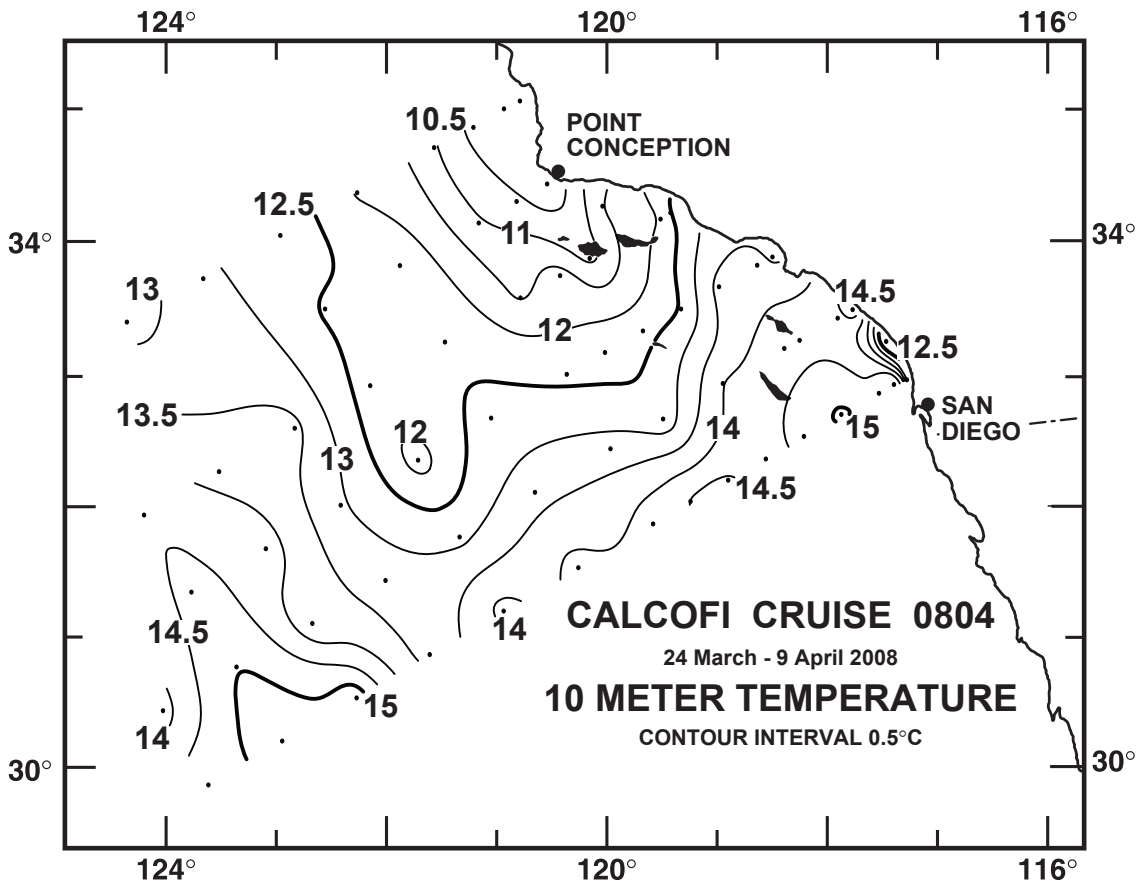 124° 120° 116°
10.5
POINT
CONCEPTION
12.5
34° 11 34°
13 14.5
12 12.5
13.5 12 14 15 SAN
DIEGO
13
14.5
14.5 14 CALCOFI CRUISE 0804
24 March - 9 April 2008
15 10 METER TEMPERATURE
14 CONTOUR INTERVAL 0.5°C
30° 30°
124° 120° 116°